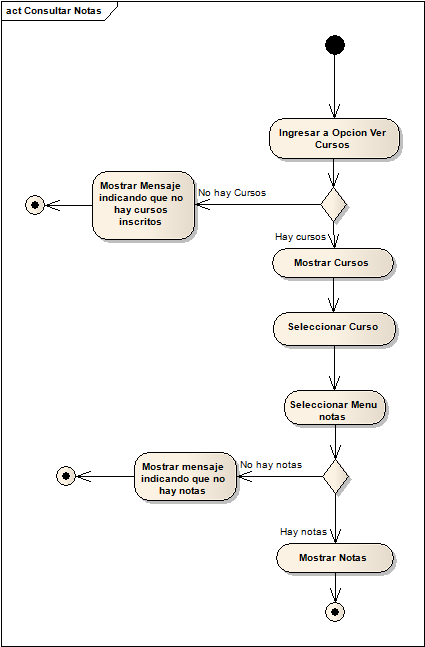 act Consultar Notas
Ingresar a Opcion Ver
Cursos
No hay Cursos
Mostrar Mensaje
indicando que no
hay cursos
inscritos
Hay cursos
Mostrar Cursos
Seleccionar Curso
Seleccionar Menu
notas
No hay notas
Mostrar mensaje
indicando que no
hay notas
Hay notas
Mostrar Notas